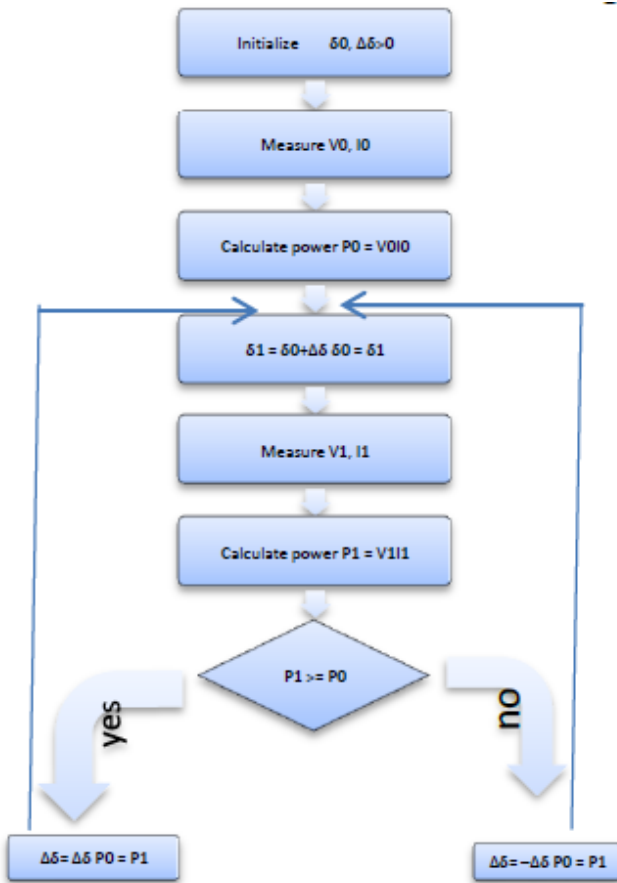 Initialize δ0, Δδ>0
Measure V0, I0
Calculate power P0 = V0I0
δ1 = δ0+Δδ δ0 = δ1
Measure V1, I1
Calculate power P1 = V1I1
P1 >= P0
yes
no
Δδ= Δδ P0 = P1
Δδ= –Δδ P0 = P1